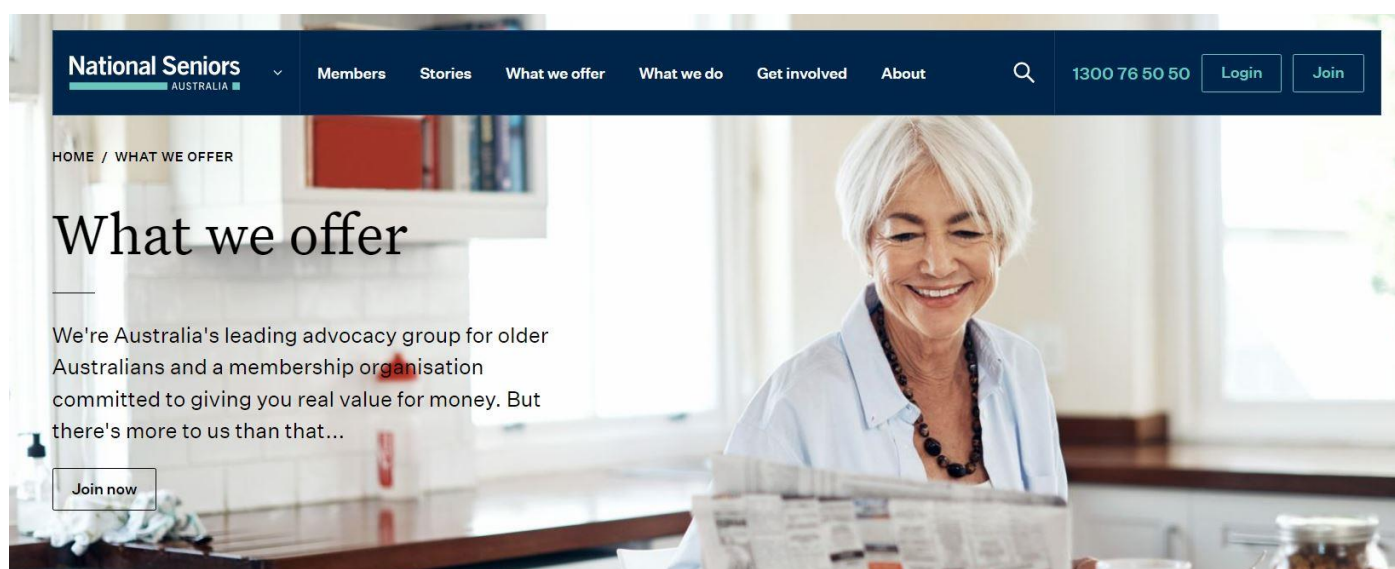 National Seniors
AUSTRALIA
Members
Stories
What we offer
What we do
Get involved
About
1300 76 50 50
Login
Join
HOME / WHAT WE OFFER
What we offer
We're Australia's leading advocacy group for older
Australians and a membership organisation
committed to giving you real value for money. But
there's more to us than that...
Join now